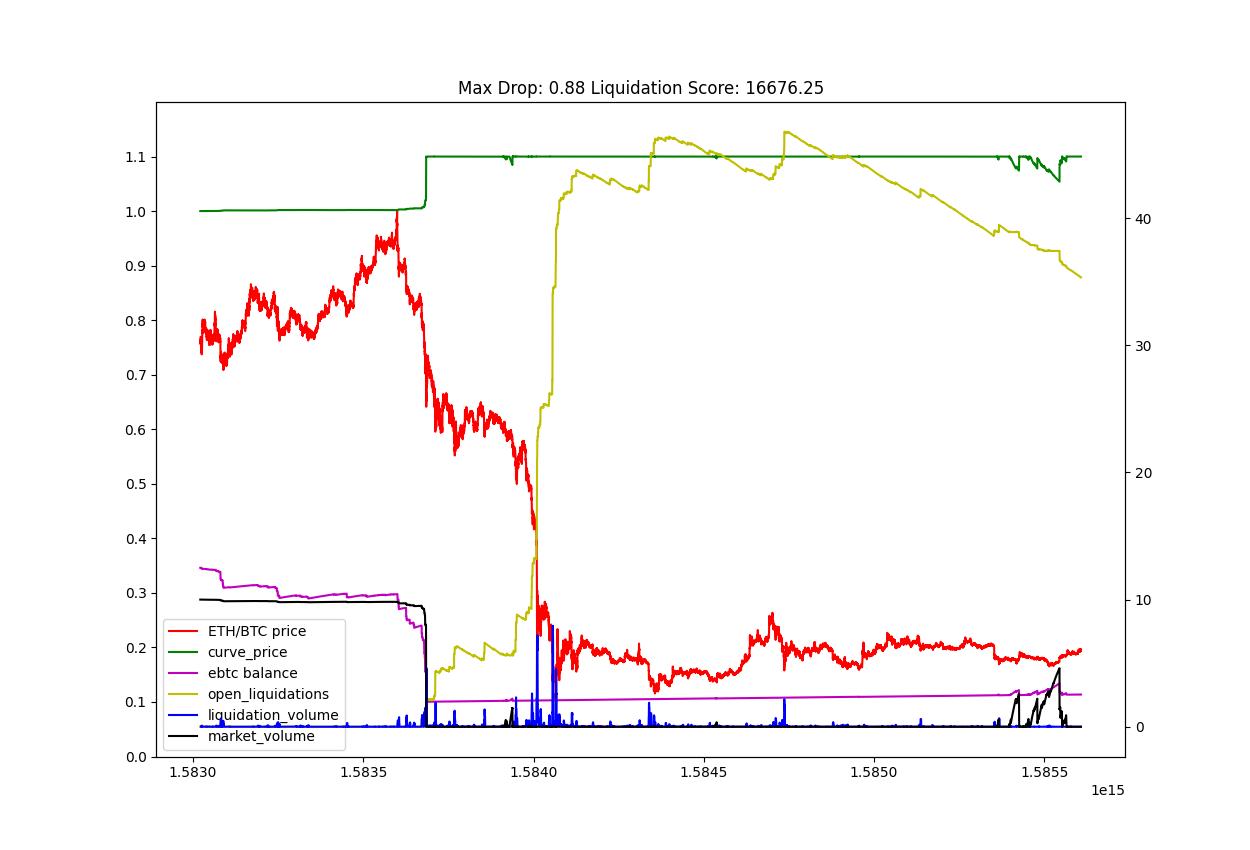 Max Drop: 0.88 Liquidation Score: 16676.25
1.1
1.0
0.9
0.8
0.7
0.6
0.5
0.4
0.3
0.2
0.1
0.0
40
30
20
10
0
ETH/BTC price
curve_price
ebtc balance
open_liquidations
liquidation_volume
market_volume
1.5830 1.5835 1.5840 1.5845 1.5850 1.5855
1e15